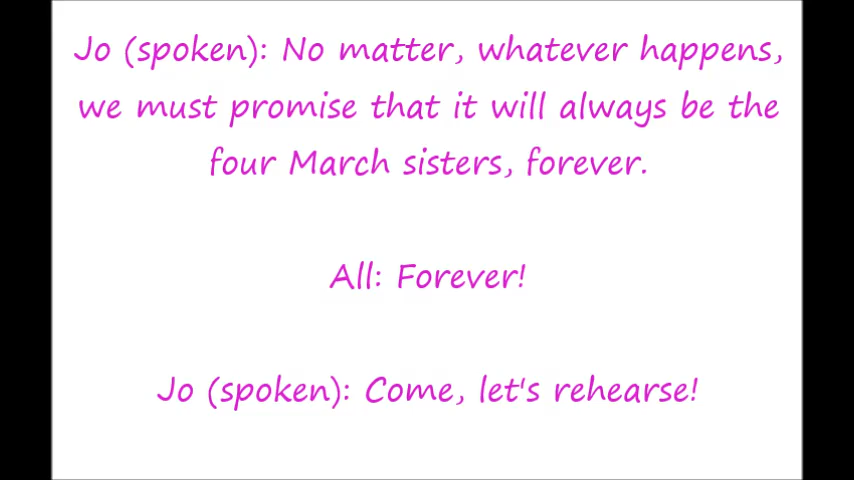 Jo (spoken): No matter, whatever happens,
we must promise that it will always be the
four March sisters, forever.
All: Forever!
Jo (spoken): Come, let's rehearse!